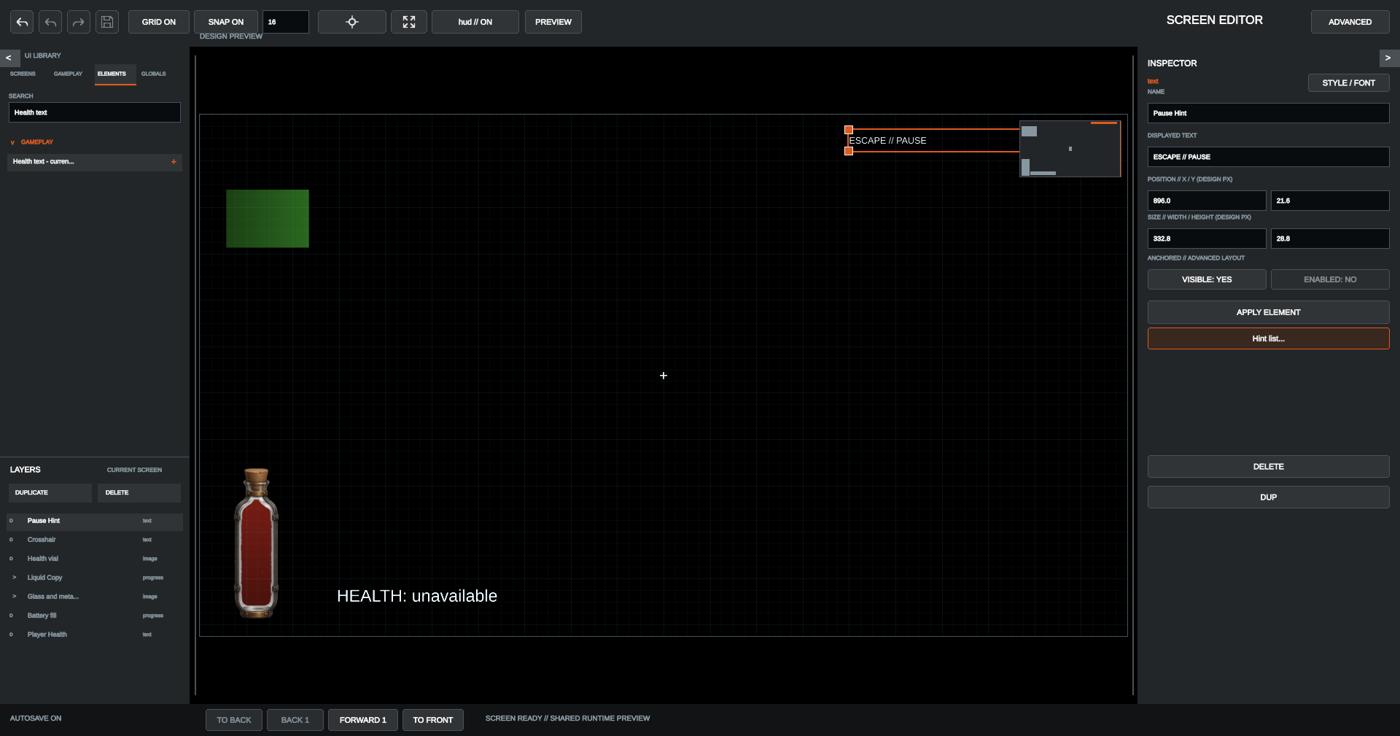 GRID ON
SNAP ON
16
hud // ON
PREVIEW
SCREEN EDITOR
ADVANCED
DESIGN PREVIEW
<
UI LIBRARY
SCREENS
GAMEPLAY
ELEMENTS
GLOBALS
SEARCH
Health text
v GAMEPLAY
Health text - curren... +
LAYERS
CURRENT SCREEN
DUPLICATE
DELETE
o Pause Hint text
o Crosshair text
o Health vial image
> Liquid Copy progress
> Glass and meta... image
o Battery fill progress
o Player Health text
AUTOSAVE ON
ESCAPE // PAUSE
HEALTH: unavailable
TO BACK
BACK 1
FORWARD 1
TO FRONT
SCREEN READY // SHARED RUNTIME PREVIEW
>
INSPECTOR
text
STYLE / FONT
NAME
Pause Hint
DISPLAYED TEXT
ESCAPE // PAUSE
POSITION // X / Y (DESIGN PX)
896.0
21.6
SIZE // WIDTH / HEIGHT (DESIGN PX)
332.8
28.8
ANCHORED // ADVANCED LAYOUT
VISIBLE: YES
ENABLED: NO
APPLY ELEMENT
Hint list...
DELETE
DUP